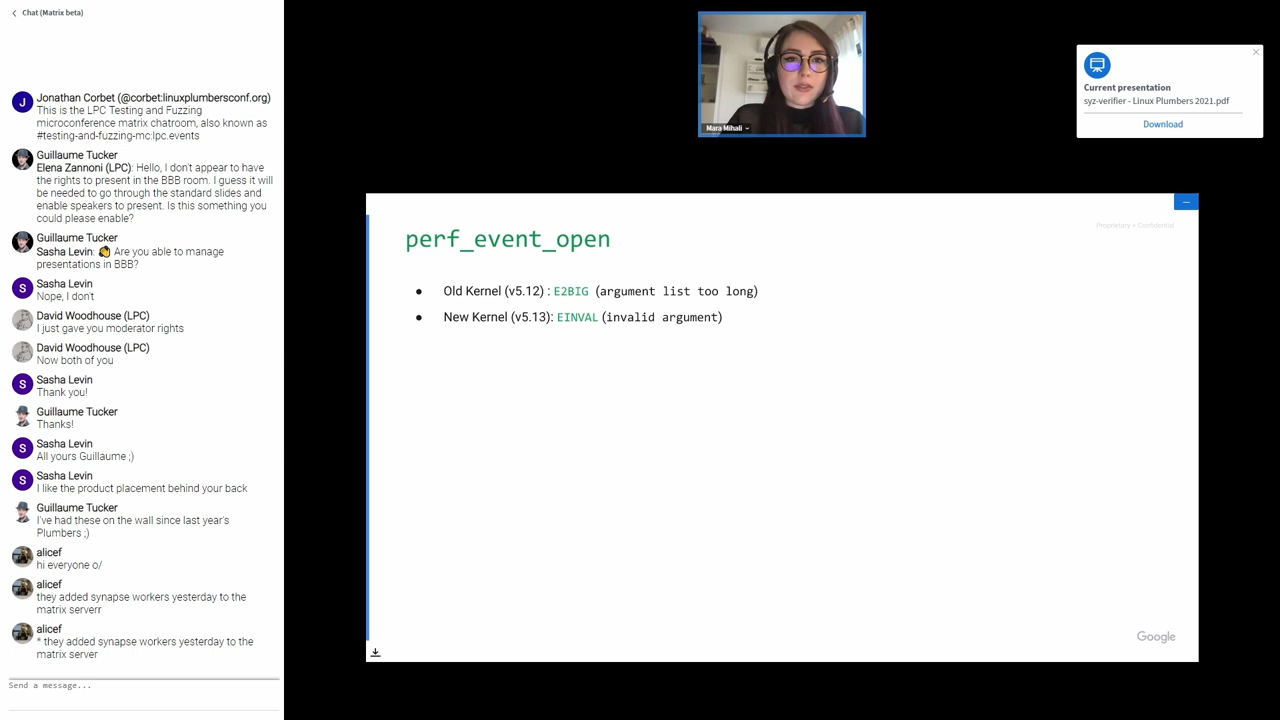 Chat (Matrix beta)
Jonathan Corbet (@corbet:linuxplumbersconf.org)
This is the LPC Testing and Fuzzing
microconference matrix chatroom, also known as
#testing-and-fuzzing-mc:lpc.events
Guillaume Tucker
Elena Zannoni (LPC): Hello, I don't appear to have
the rights to present in the BBB room. I guess it will
be needed to go through the standard slides and
enable speakers to present. Is this something you
could please enable?
Guillaume Tucker
Sasha Levin: 👏 Are you able to manage
presentations in BBB?
Sasha Levin
Nope, I don't
David Woodhouse (LPC)
I just gave you moderator rights
David Woodhouse (LPC)
Now both of you
Sasha Levin
Thank you!
Guillaume Tucker
Thanks!
Sasha Levin
All yours Guillaume ;)
Sasha Levin
I like the product placement behind your back
Guillaume Tucker
I've had these on the wall since last year's
Plumbers ;)
alicef
hi everyone o/
alicef
they added synapse workers yesterday to the
matrix serverr
alicef
* they added synapse workers yesterday to the
matrix server
Send a message...
Mara Mihali
Current presentation
syz-verifier - Linux Plumbers 2021.pdf
Download
Proprietary + Confidential
perf_event_open
● Old Kernel (v5.12) : E2BIG (argument list too long)
● New Kernel (v5.13): EINVAL (invalid argument)
Google